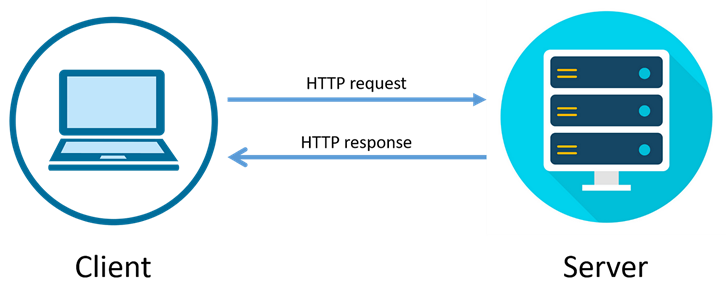 HTTP request
HTTP response
Client
Server